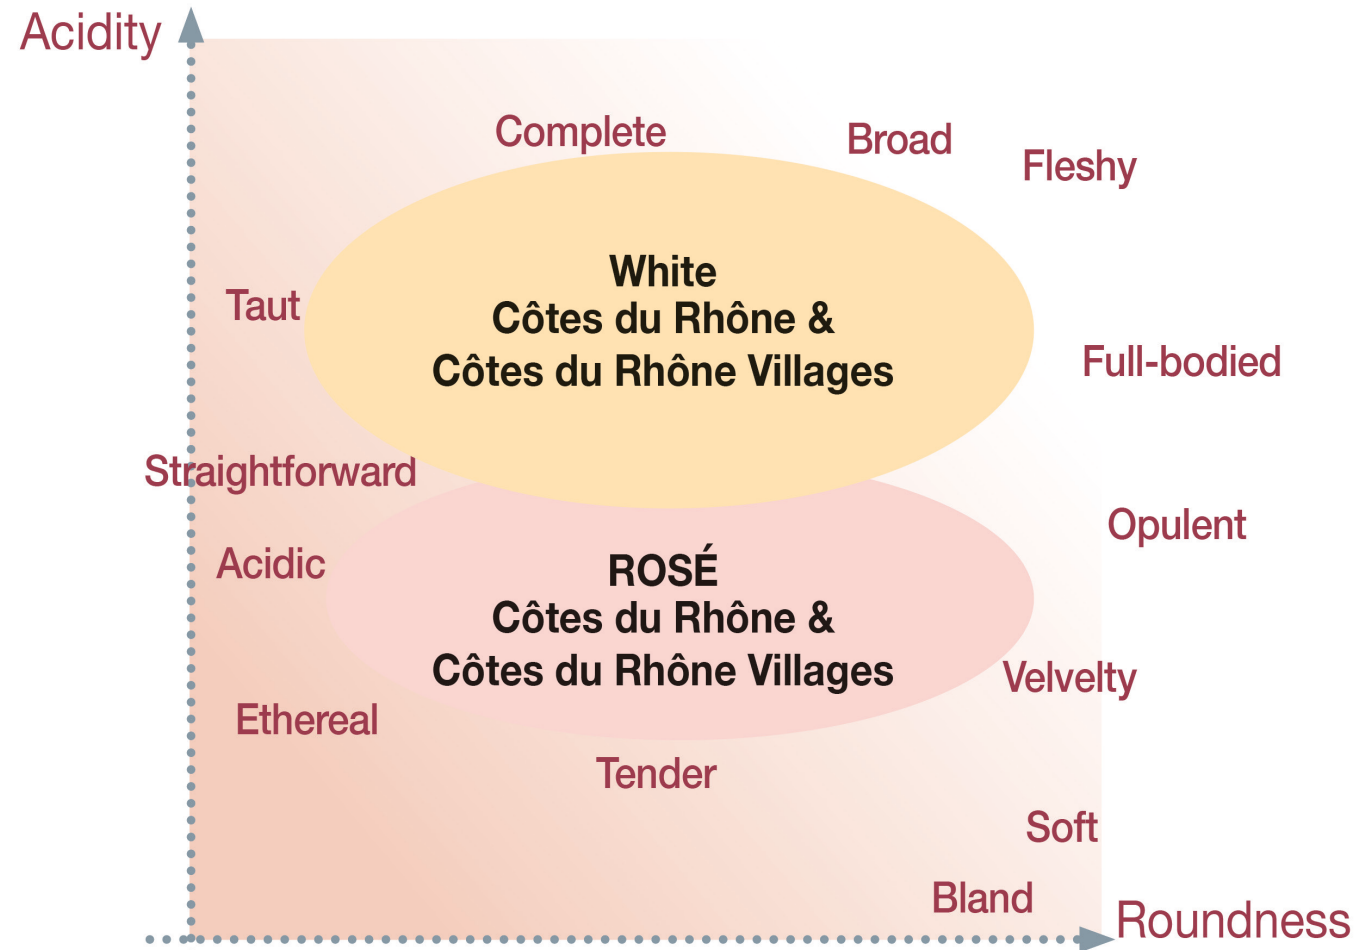 Acidity
Complete
Broad
Fleshy
White
Côtes du Rhône &
Côtes du Rhône Villages
Taut
Full-bodied
Straightforward
Opulent
Acidic
ROSÉ
Côtes du Rhône &
Côtes du Rhône Villages
Velvelty
Ethereal
Tender
Soft
Bland
Roundness